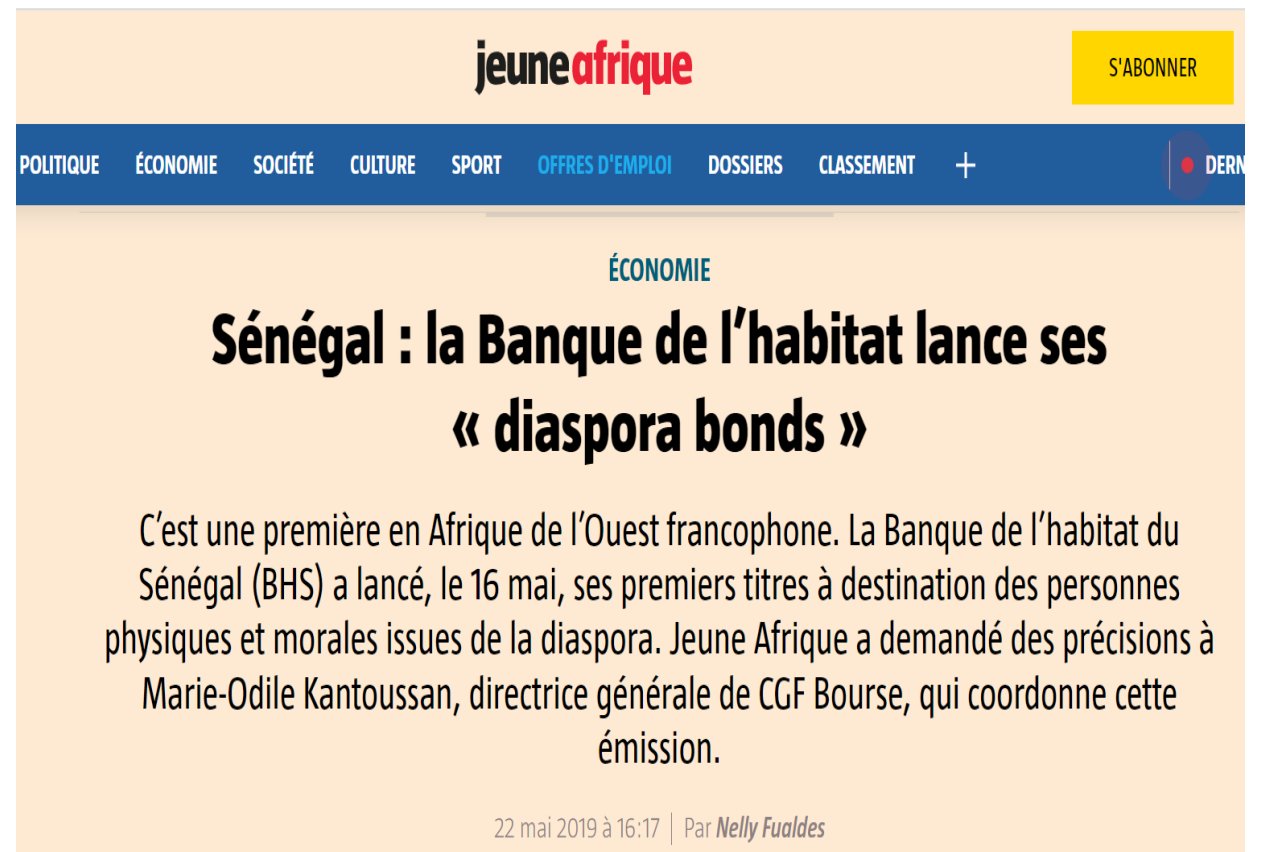 jeune afrique
S'ABONNER
POLITIQUE ÉCONOMIE SOCIÉTÉ CULTURE SPORT OFFRES D'EMPLOI DOSSIERS CLASSEMENT + DERN
ÉCONOMIE
Sénégal : la Banque de l’habitat lance ses
« diaspora bonds »
C’est une première en Afrique de l’Ouest francophone. La Banque de l’habitat du
Sénégal (BHS) a lancé, le 16 mai, ses premiers titres à destination des personnes
physiques et morales issues de la diaspora. Jeune Afrique a demandé des précisions à
Marie-Odile Kantoussan, directrice générale de CGF Bourse, qui coordonne cette
émission.
22 mai 2019 à 16:17 | Par Nelly Fualdes